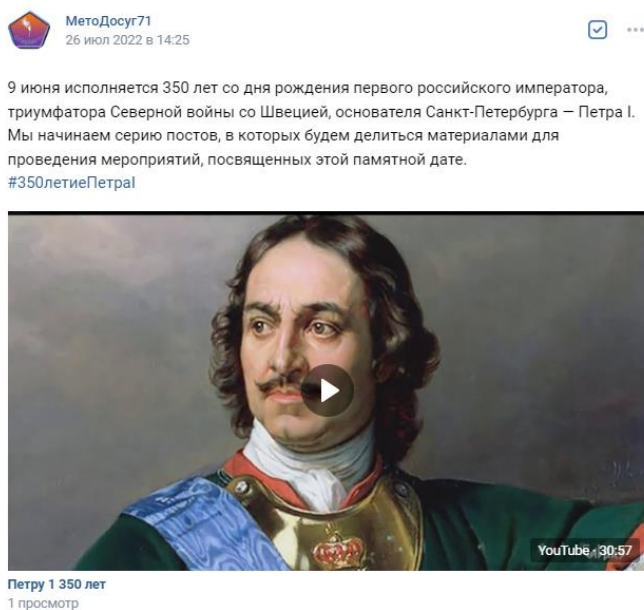 МетоДосуг71
26 июл 2022 в 14:25
9 июня исполняется 350 лет со дня рождения первого российского императора,
триумфатора Северной войны со Швецией, основателя Санкт-Петербурга — Петра I.
Мы начинаем серию постов, в которых будем делиться материалами для
проведения мероприятий, посвященных этой памятной дате.
#350летиеПетраI
YouTube · 30:57
Петру 1 350 лет
1 просмотр